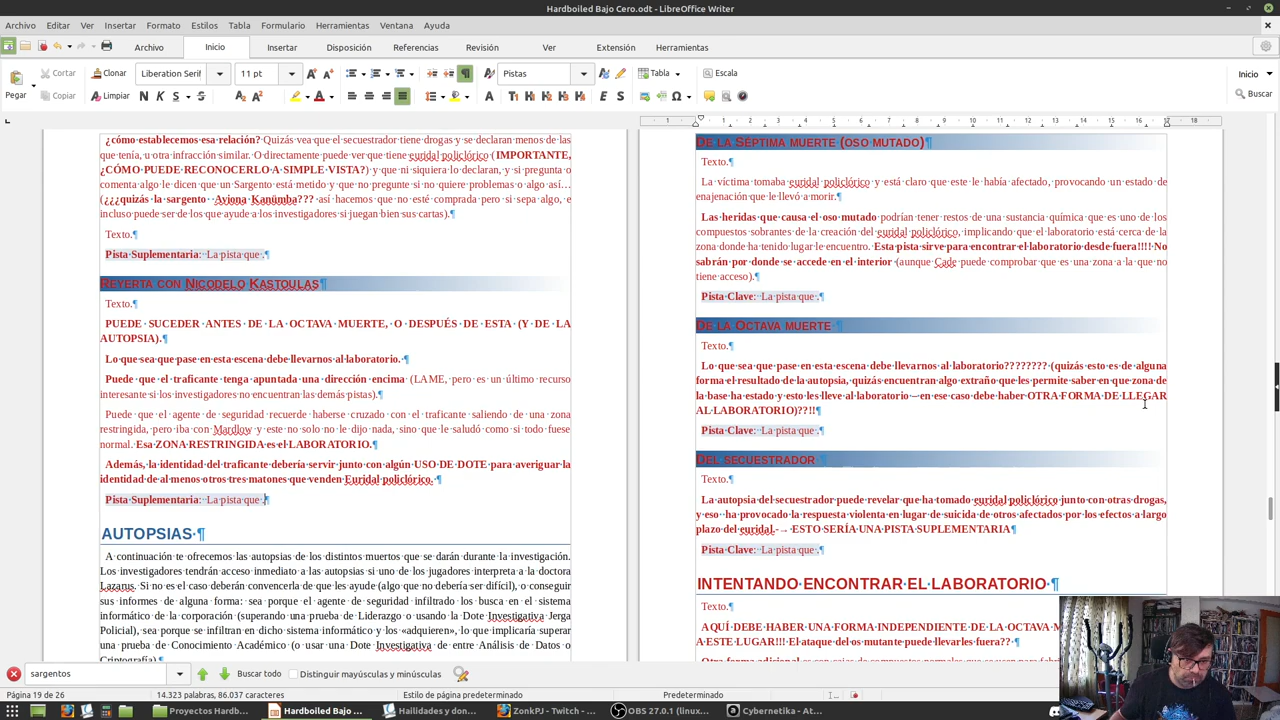 Hardboiled Bajo Cero.odt - LibreOffice Writer
Archivo Editar Ver Insertar Formato Estilos Tabla Formulario Herramientas Ventana Ayuda
Archivo Inicio Insertar Disposición Referencias Revisión Ver Extensión Herramientas
Pegar Cortar Clonar Liberation Serif 11 pt Pistas Tabla Escala Inicio
Copiar Limpiar Buscar
¿cómo establecemos esa relación? Quizás vea que el secuestrador tiene drogas y se declaran menos de las
que tenía, u otra infracción similar. O directamente puede ver que tiene euridal policlórico (IMPORTANTE,
¿CÓMO PUEDE RECONOCERLO A SIMPLE VISTA?) y que ni siquiera lo declaran, y si pregunta o
comenta algo le dicen que un Sargento está metido y que no pregunte si no quiere problemas o algo así…
(¿¿¿quizás la sargento Aviona Kanümba??? así hacemos que no esté comprada pero si sepa algo, e
incluso puede ser de los que ayude a los investigadores si juegan bien sus cartas).¶
Texto.¶
Pista Suplementaria: La pista que .¶
REYERTA CON NICODELO KASTOULAS¶
Texto.¶
PUEDE SUCEDER ANTES DE LA OCTAVA MUERTE, O DESPUÉS DE ESTA (Y DE LA
AUTOPSIA).¶
Lo que sea que pase en esta escena debe llevarnos al laboratorio. ¶
Puede que el traficante tenga apuntada una dirección encima (LAME, pero es un último recurso
interesante si los investigadores no encuentran las demás pistas).¶
Puede que el agente de seguridad recuerde haberse cruzado con el traficante saliendo de una zona
restringida, pero iba con Mardlow y este no solo no le dijo nada, sino que le saludó como si todo fuese
normal. Esa ZONA RESTRINGIDA es el LABORATORIO.¶
Además, la identidad del traficante debería servir junto con algún USO DE DOTE para averiguar la
identidad de al menos otros tres matones que venden Euridal policlórico. ¶
Pista Suplementaria: La pista que .¶
AUTOPSIAS ¶
A continuación te ofrecemos las autopsias de los distintos muertos que se darán durante la investigación.
Los investigadores tendrán acceso inmediato a las autopsias si uno de los jugadores interpreta a la doctora
Lazarus. Si no es el caso deberán convencerla de que les ayude (algo que no debería ser difícil), o conseguir
sus informes de alguna forma: sea porque el agente de seguridad infiltrado los busca en el sistema
informático de la corporación (superando una prueba de Liderazgo o usando la Dote Investigativa Jerga
Policial), sea porque se infiltran en dicho sistema informático y los «adquieren», lo que implicaría superar
una prueba de Conocimiento Académico (o usar una Dote Investigativa de entre Análisis de Datos o
Criptografía).¶
DE LA SÉPTIMA MUERTE (OSO MUTADO)¶
Texto.¶
La víctima tomaba euridal policlórico y está claro que este le había afectado, provocando un estado de
enajenación que le llevó a morir.¶
Las heridas que causa el oso mutado podrían tener restos de una sustancia química que es uno de los
compuestos sobrantes de la creación del euridal policlórico, implicando que el laboratorio está cerca de la
zona donde ha tenido lugar le encuentro. Esta pista sirve para encontrar el laboratorio desde fuera!!!! No
sabrán por donde se accede en el interior (aunque Cade puede comprobar que es una zona a la que no
tiene acceso).¶
Pista Clave: La pista que .¶
DE LA OCTAVA MUERTE ¶
Texto.¶
Lo que sea que pase en esta escena debe llevarnos al laboratorio???????? (quizás esto es de alguna
forma el resultado de la autopsia, quizás encuentran algo extraño que les permite saber en que zona de
la base ha estado y esto les lleve al laboratorio – en ese caso debe haber OTRA FORMA DE LLEGAR
AL LABORATORIO)??!!¶
Pista Clave: La pista que .¶
DEL SECUESTRADOR ¶
Texto.¶
La autopsia del secuestrador puede revelar que ha tomado euridal policlórico junto con otras drogas,
y eso ha provocado la respuesta violenta en lugar de suicida de otros afectados por los efectos a largo
plazo del euridal.-→ ESTO SERÍA UNA PISTA SUPLEMENTARIA¶
Pista Clave: La pista que .¶
INTENTANDO ENCONTRAR EL LABORATORIO ¶
Texto.¶
AQUÍ DEBE HABER UNA FORMA INDEPENDIENTE DE LA OCTAVA M
A ESTE LUGAR!!! El ataque del os mutante puede llevarles fuera?? ¶
sargentos Buscar todo Distinguir mayúsculas y minúsculas
Página 19 de 26 14.323 palabras, 86.037 caracteres Estilo de página predeterminado Predeterminado
Proyectos Hardb... Hardboiled Bajo ... Hailidades y don... ZonkPJ - Twitch - ... OBS 27.0.1 (linux... Cybernetika - At...